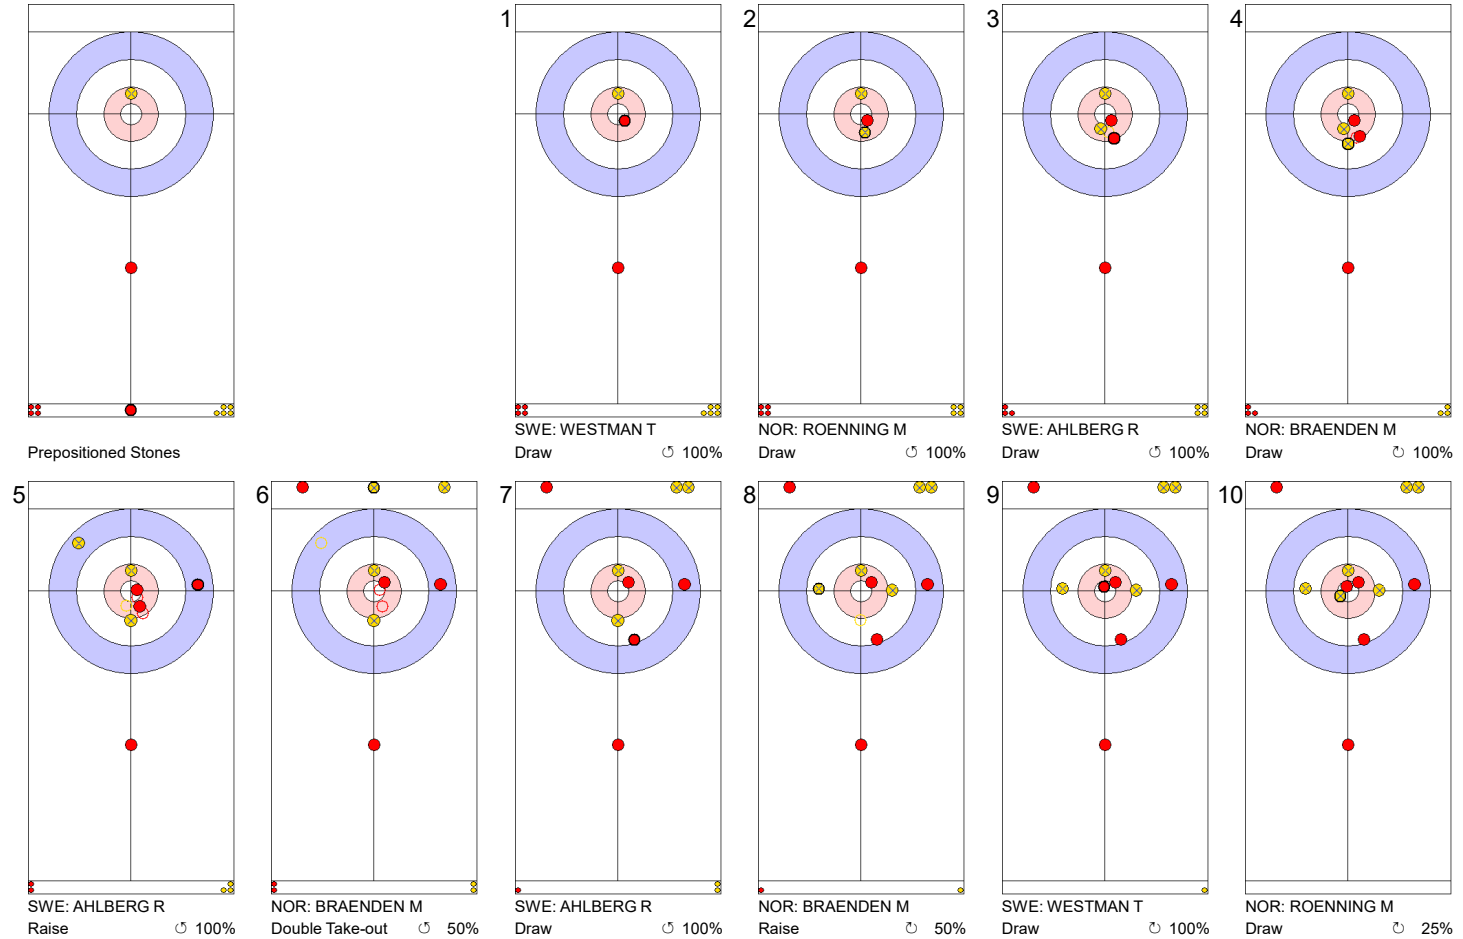 Prepositioned Stones
1
SWE: WESTMAN T
Draw ↺ 100%
2
NOR: ROENNING M
Draw ↺ 100%
3
SWE: AHLBERG R
Draw ↺ 100%
4
NOR: BRAENDEN M
Draw ↻ 100%
5
SWE: AHLBERG R
Raise ↺ 100%
6
NOR: BRAENDEN M
Double Take-out ↺ 50%
7
SWE: AHLBERG R
Draw ↺ 100%
8
NOR: BRAENDEN M
Raise ↻ 50%
9
SWE: WESTMAN T
Draw ↻ 100%
10
NOR: ROENNING M
Draw ↻ 25%